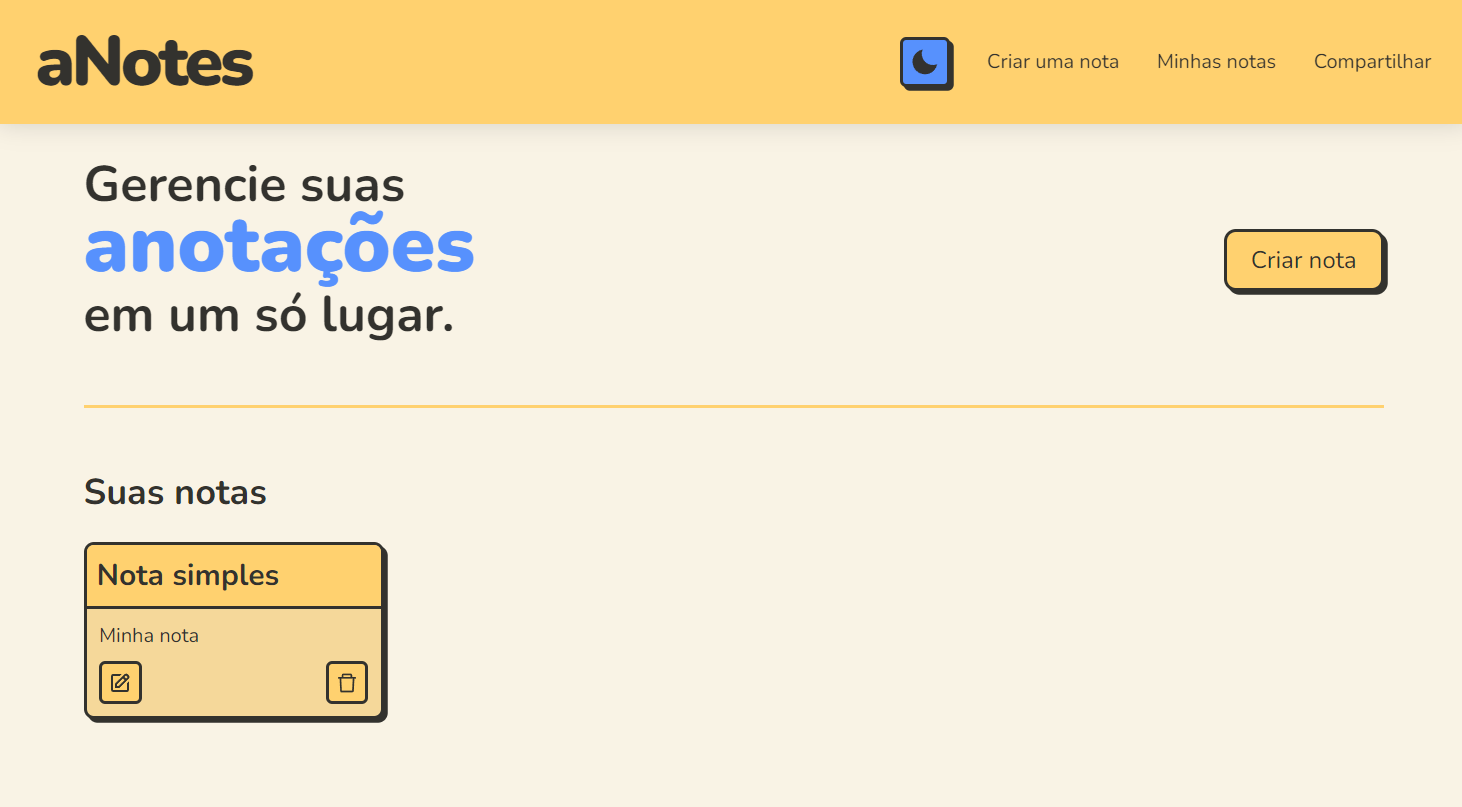 aNotes
Criar uma nota
Minhas notas
Compartilhar
Gerencie suas
anotações
em um só lugar.
Criar nota
Suas notas
Nota simples
Minha nota